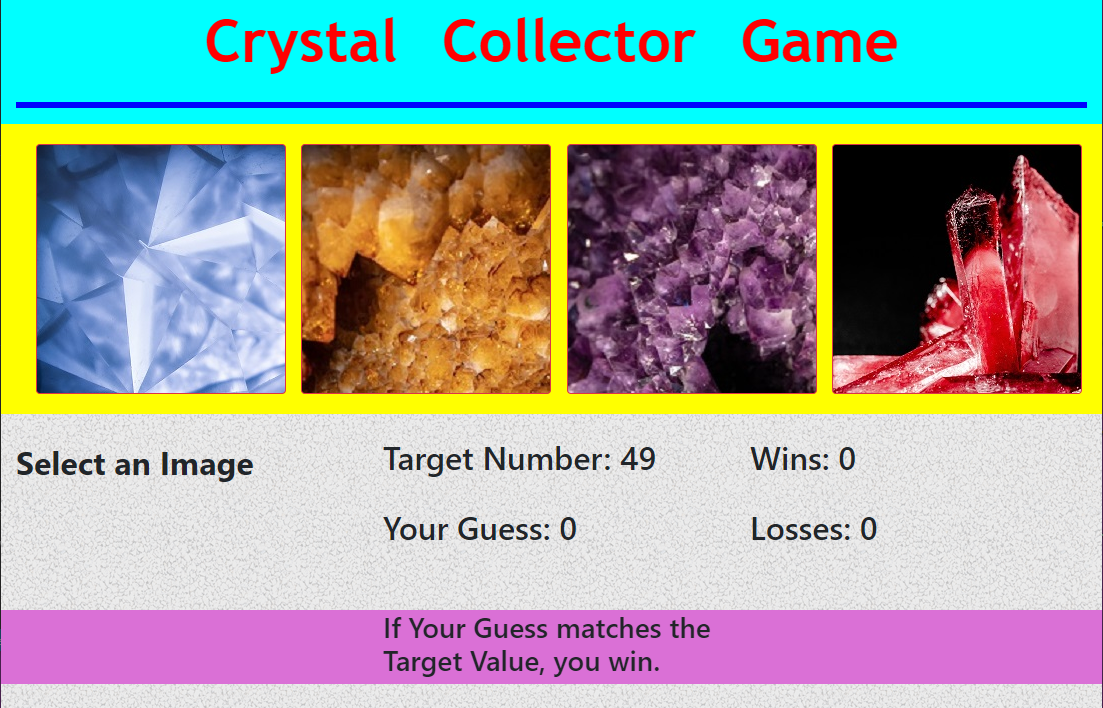 Crystal Collector Game
Select an Image
Target Number: 49
Wins: 0
Your Guess: 0
Losses: 0
If Your Guess matches the
Target Value, you win.